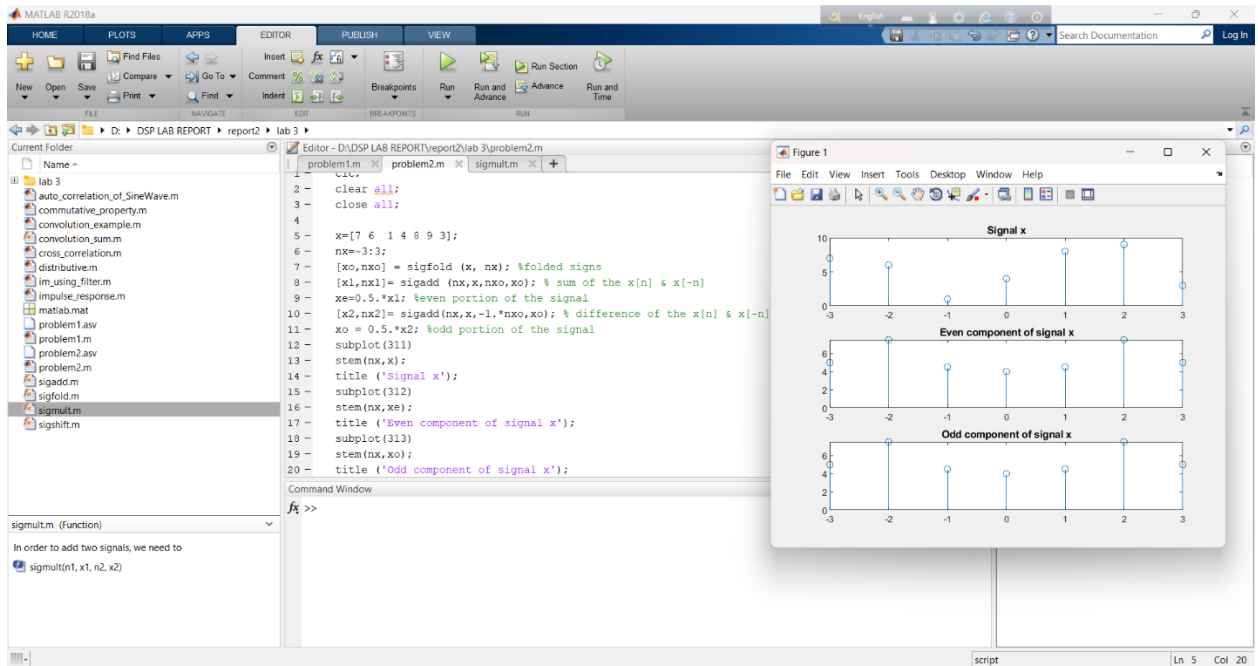 MATLAB R2018a
English
HOME PLOTS APPS EDITOR PUBLISH VIEW
Search Documentation Log In
New Open Save Find Files Compare Print
Go To Find
Insert fx
Comment %
Indent
Breakpoints
Run Run and Advance Run Section Advance Run and Time
FILE NAVIGATE EDIT BREAKPOINTS RUN
D: DSP LAB REPORT report2 lab 3
Current Folder
Name
lab 3
auto_correlation_of_SineWave.m
commutative_property.m
convolution_example.m
convolution_sum.m
cross_correlation.m
distributive.m
im_using_filter.m
impulse_response.m
matlab.mat
problem1.asv
problem1.m
problem2.asv
problem2.m
sigadd.m
sigfold.m
sigmult.m
sigshift.m
sigmult.m (Function)
In order to add two signals, we need to
sigmult(n1, x1, n2, x2)
Editor - D:\DSP LAB REPORT\report2\lab 3\problem2.m
problem1.m problem2.m sigmult.m +
1 - clc;
2 - clear all;
3 - close all;
4
5 - x=[7 6 1 4 8 9 3];
6 - nx=-3:3;
7 - [xo,nxo] = sigfold (x, nx); %folded signs
8 - [x1,nx1]= sigadd (nx,x,nxo,xo); % sum of the x[n] & x[-n]
9 - xe=0.5.*x1; %even portion of the signal
10 - [x2,nx2]= sigadd(nx,x,-1.*nxo,xo); % difference of the x[n] & x[-n]
11 - xo = 0.5.*x2; %odd portion of the signal
12 - subplot(311)
13 - stem(nx,x);
14 - title ('Signal x');
15 - subplot(312)
16 - stem(nx,xe);
17 - title ('Even component of signal x');
18 - subplot(313)
19 - stem(nx,xo);
20 - title ('Odd component of signal x');
Command Window
fx >>
Figure 1
File Edit View Insert Tools Desktop Window Help
Signal x
10
5
0
-3 -2 -1 0 1 2 3
Even component of signal x
6
4
2
0
-3 -2 -1 0 1 2 3
Odd component of signal x
6
4
2
0
-3 -2 -1 0 1 2 3
script Ln 5 Col 20